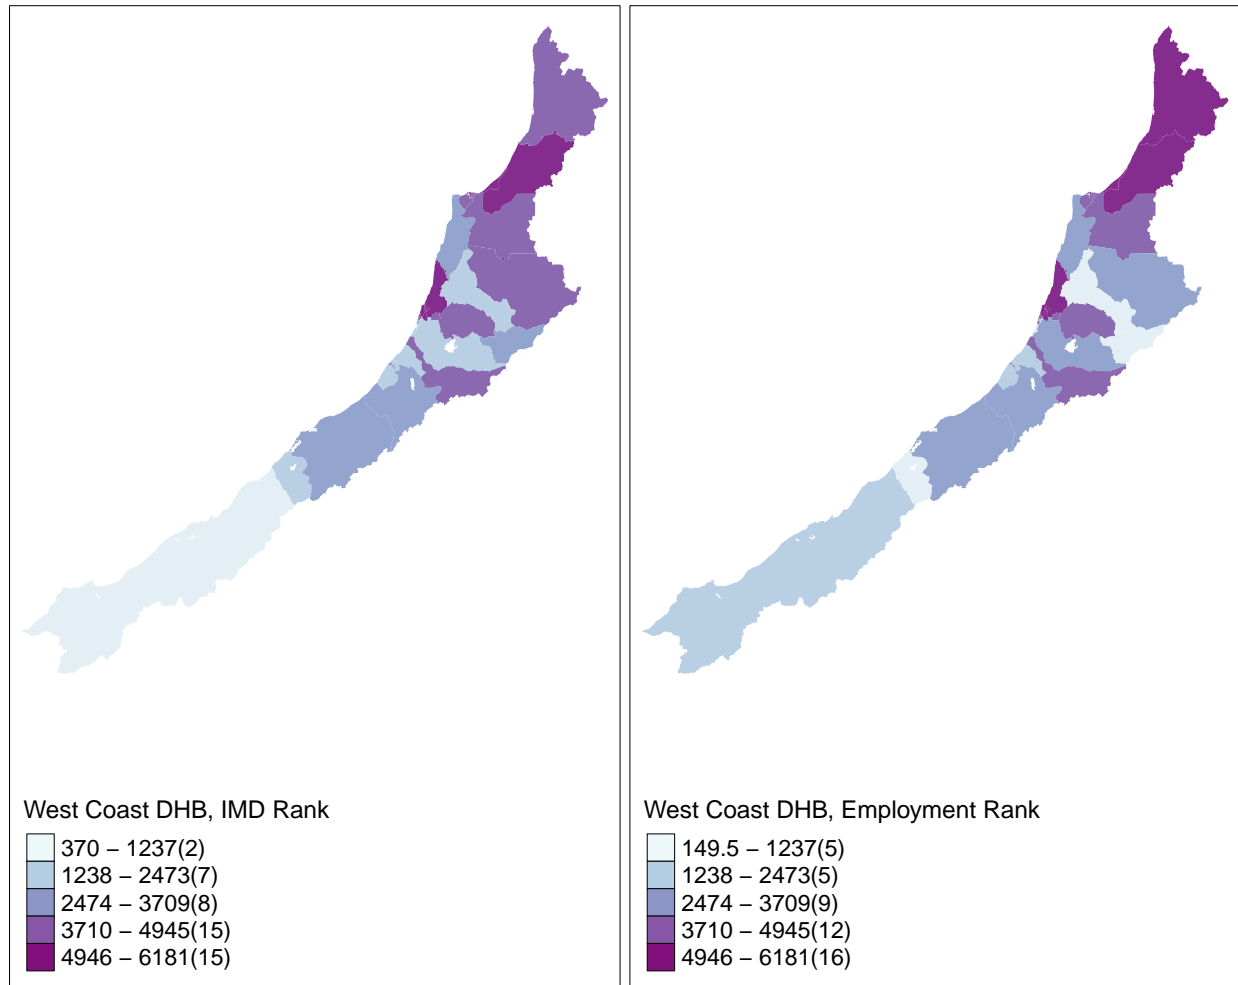 West Coast DHB, IMD Rank
370 − 1237(2)
1238 − 2473(7)
2474 − 3709(8)
3710 − 4945(15)
4946 − 6181(15)
West Coast DHB, Employment Rank
149.5 − 1237(5)
1238 − 2473(5)
2474 − 3709(9)
3710 − 4945(12)
4946 − 6181(16)